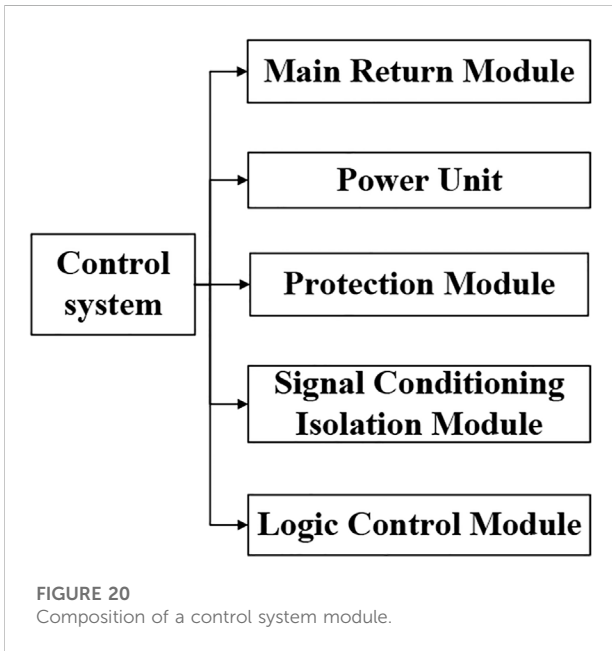 Main Return Module
Power Unit
Control
system
Protection Module
Signal Conditioning
Isolation Module
Logic Control Module
FIGURE 20
Composition of a control system module.